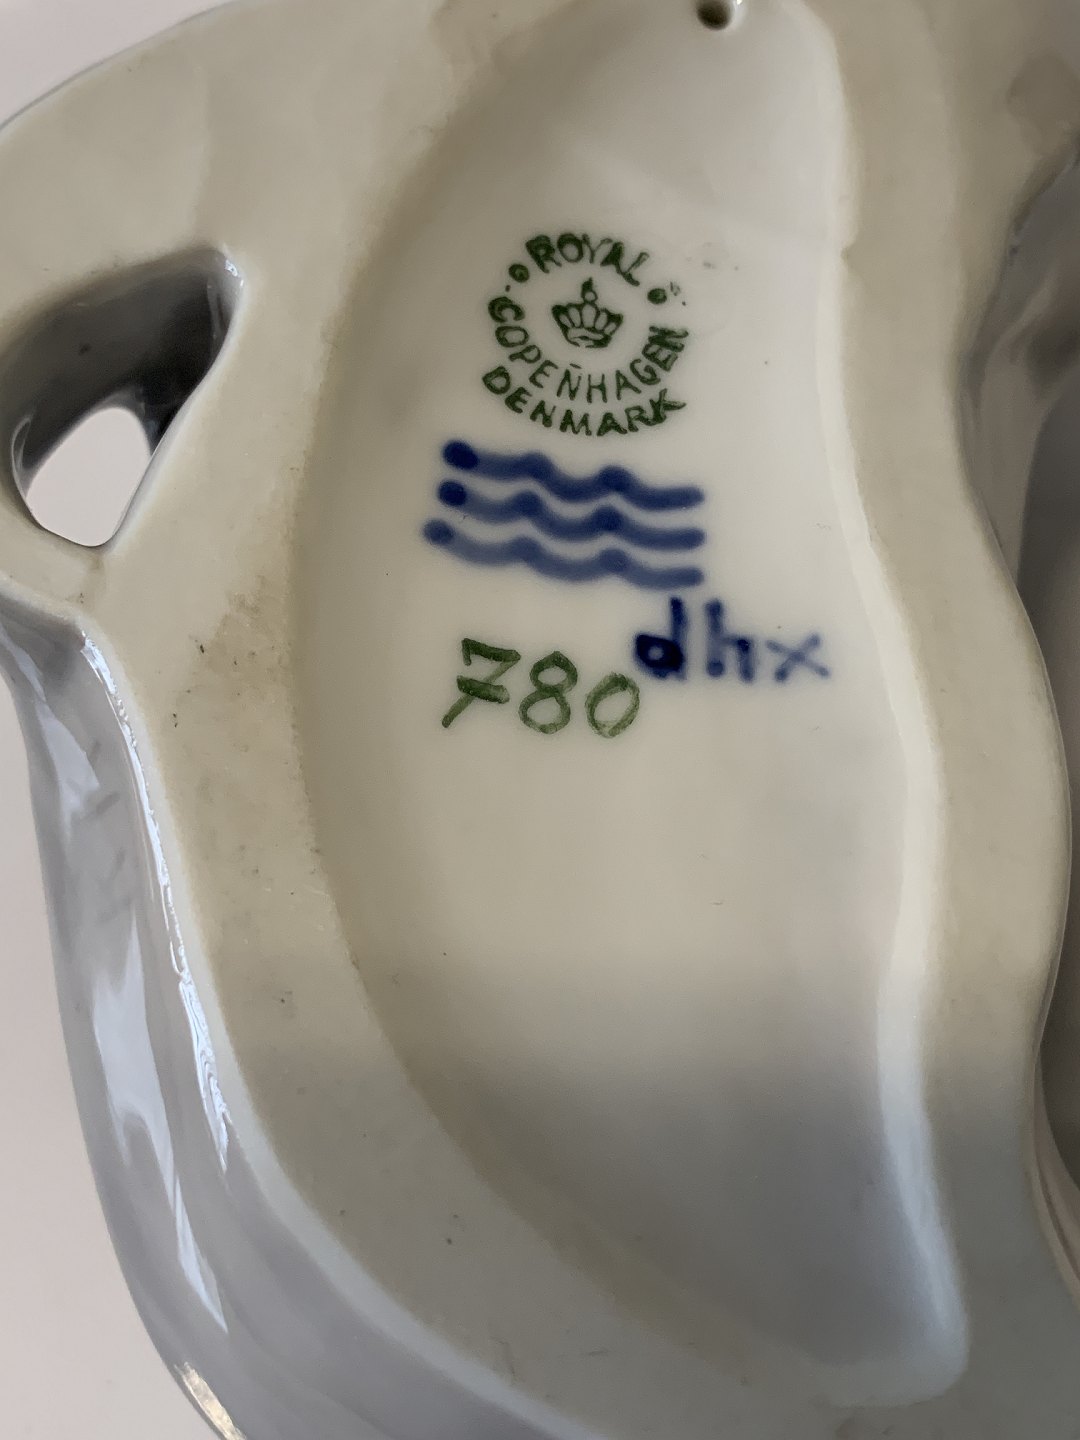 ROYAL
COPENHAGEN
DENMARK
dhx
780